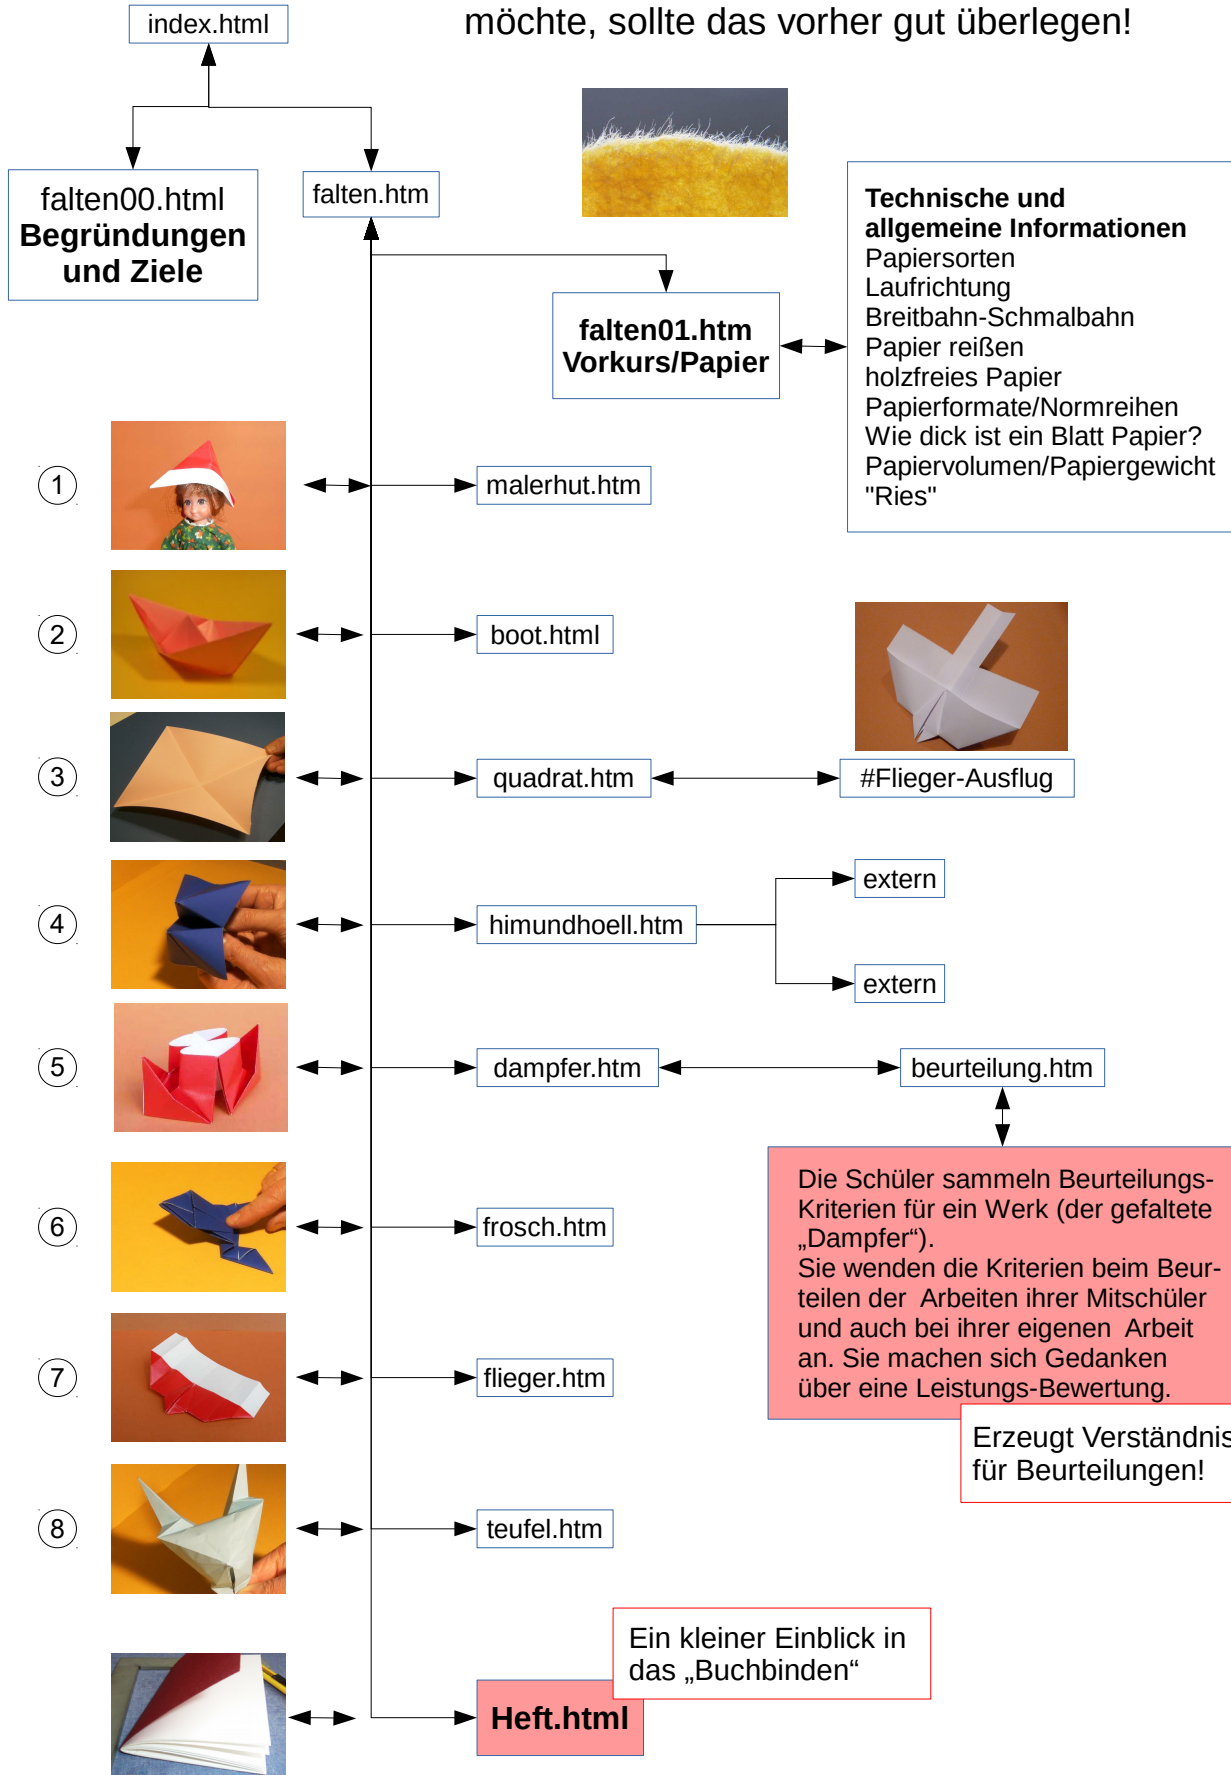 möchte, sollte das vorher gut überlegen!
index.html
falten00.html
Begründungen
und Ziele
falten.htm
Technische und
allgemeine Informationen
Papiersorten
Laufrichtung
Breitbahn-Schmalbahn
Papier reißen
holzfreies Papier
Papierformate/Normreihen
Wie dick ist ein Blatt Papier?
Papiervolumen/Papiergewicht
"Ries"
falten01.htm
Vorkurs/Papier
1
malerhut.htm
2
boot.html
3
quadrat.htm
#Flieger-Ausflug
4
himundhoell.htm
extern
extern
5
dampfer.htm
beurteilung.htm
Die Schüler sammeln Beurteilungs-
Kriterien für ein Werk (der gefaltete
„Dampfer“).
Sie wenden die Kriterien beim Beur-
teilen der Arbeiten ihrer Mitschüler
und auch bei ihrer eigenen Arbeit
an. Sie machen sich Gedanken
über eine Leistungs-Bewertung.
Erzeugt Verständnis
für Beurteilungen!
6
frosch.htm
7
flieger.htm
8
teufel.htm
Ein kleiner Einblick in
das „Buchbinden“
Heft.html